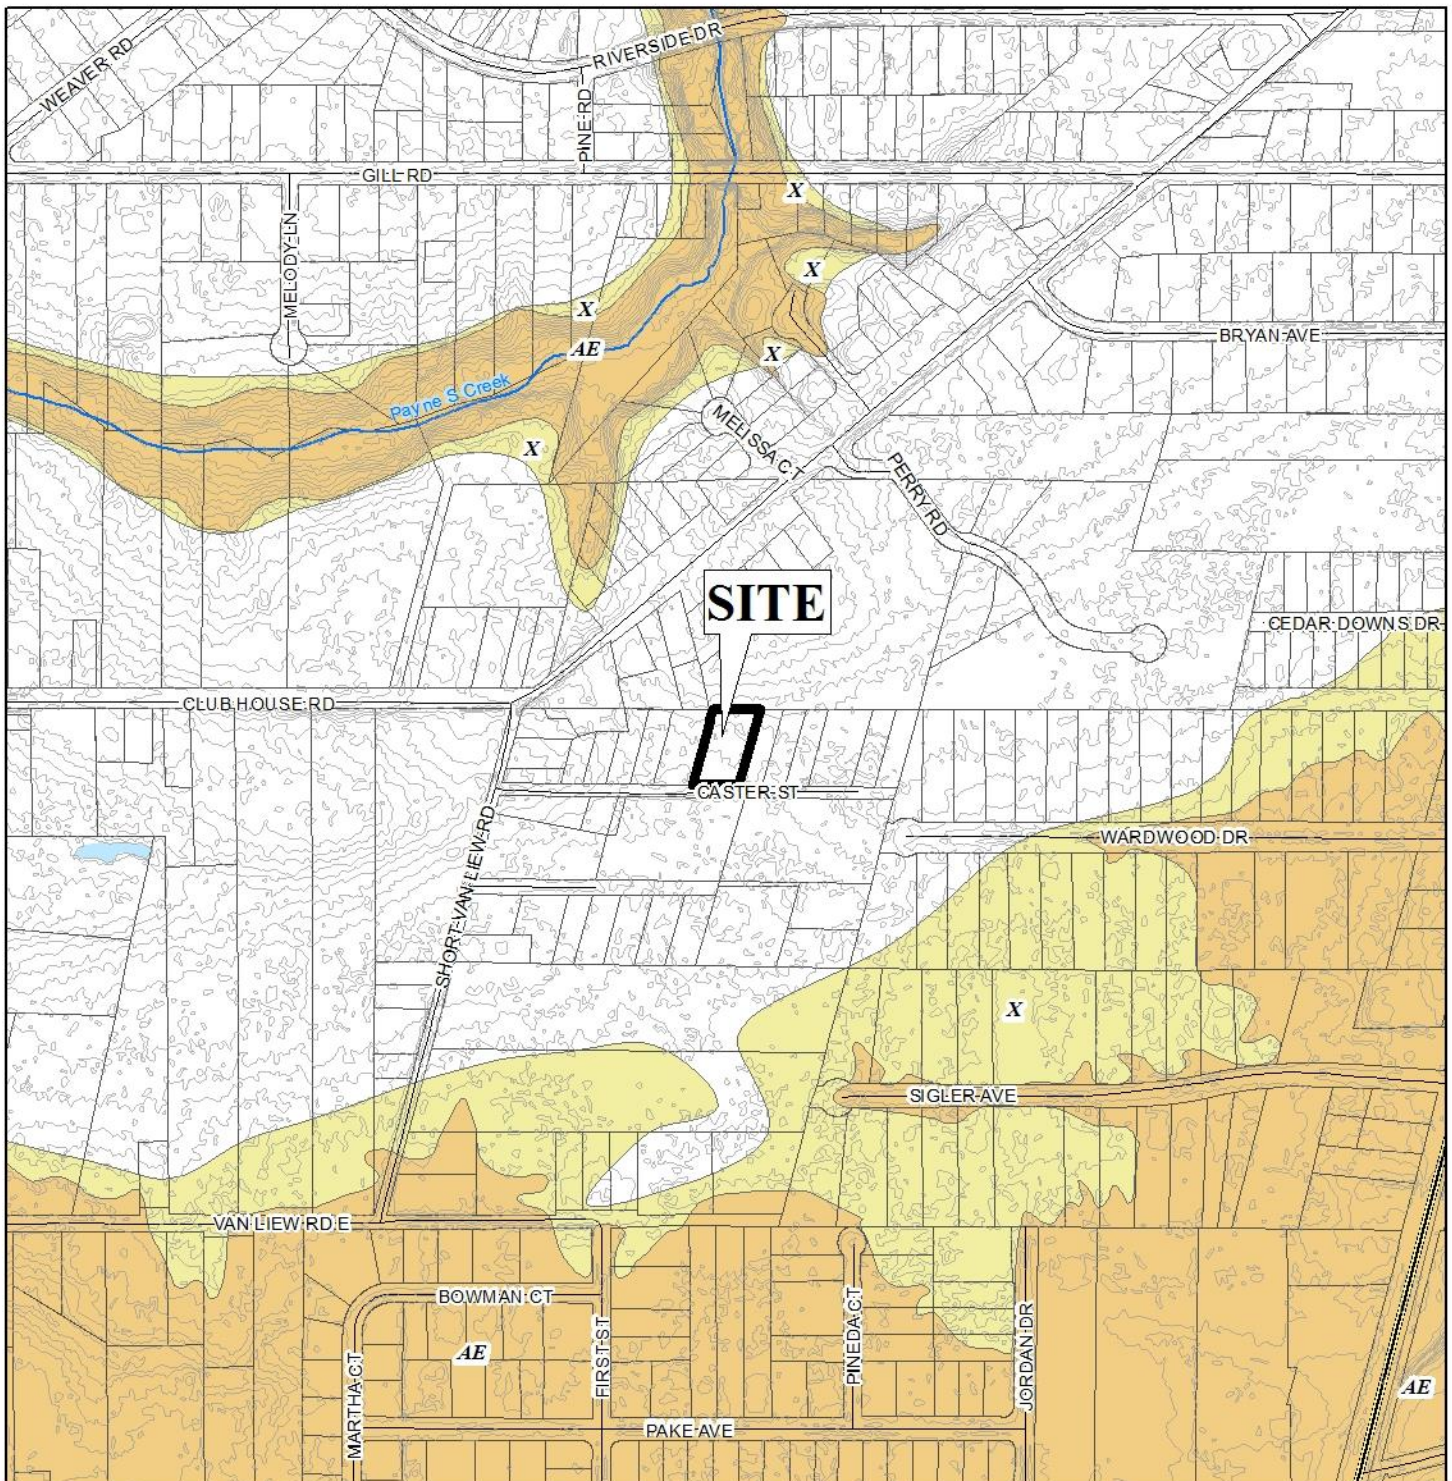 RIVERSIDE DR
WEAVER RD
PINE RD
GILL RD
X
MELODY LN
X
X
BRYAN AVE
AE
X
Payne S Creek
MELISSA CT
X
PERRY RD
SITE
CEDAR DOWNS DR
CLUB HOUSE RD
CASTER ST
WARDWOOD DR
SHORT VAN LIEW RD
X
SIGLER AVE
VAN LIEW RD E
BOWMAN CT
AE
MARTHA CT
FIRST ST
PINEDA CT
JORDAN DR
AE
PAKE AVE